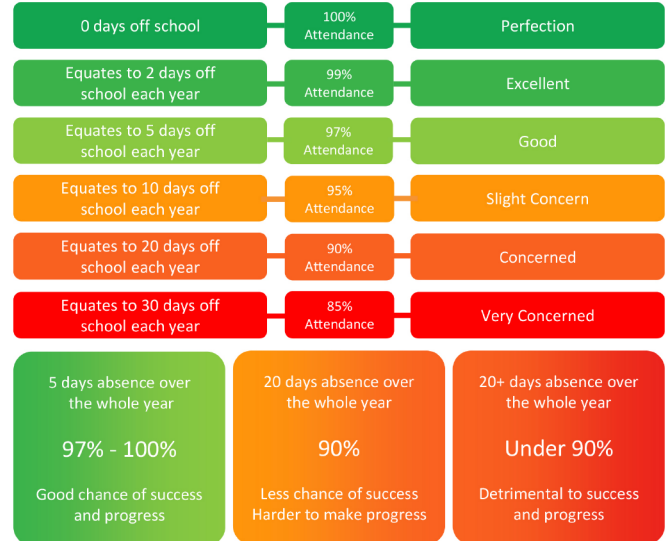 0 days off school
100%
Attendance
Perfection
Equates to 2 days off
school each year
99%
Attendance
Excellent
Equates to 5 days off
school each year
97%
Attendance
Good
Equates to 10 days off
school each year
95%
Attendance
Slight Concern
Equates to 20 days off
school each year
90%
Attendance
Concerned
Equates to 30 days off
school each year
85%
Attendance
Very Concerned
5 days absence over
the whole year
97% - 100%
Good chance of success
and progress
20 days absence over
the whole year
90%
Less chance of success
Harder to make progress
20+ days absence over
the whole year
Under 90%
Detrimental to success
and progress